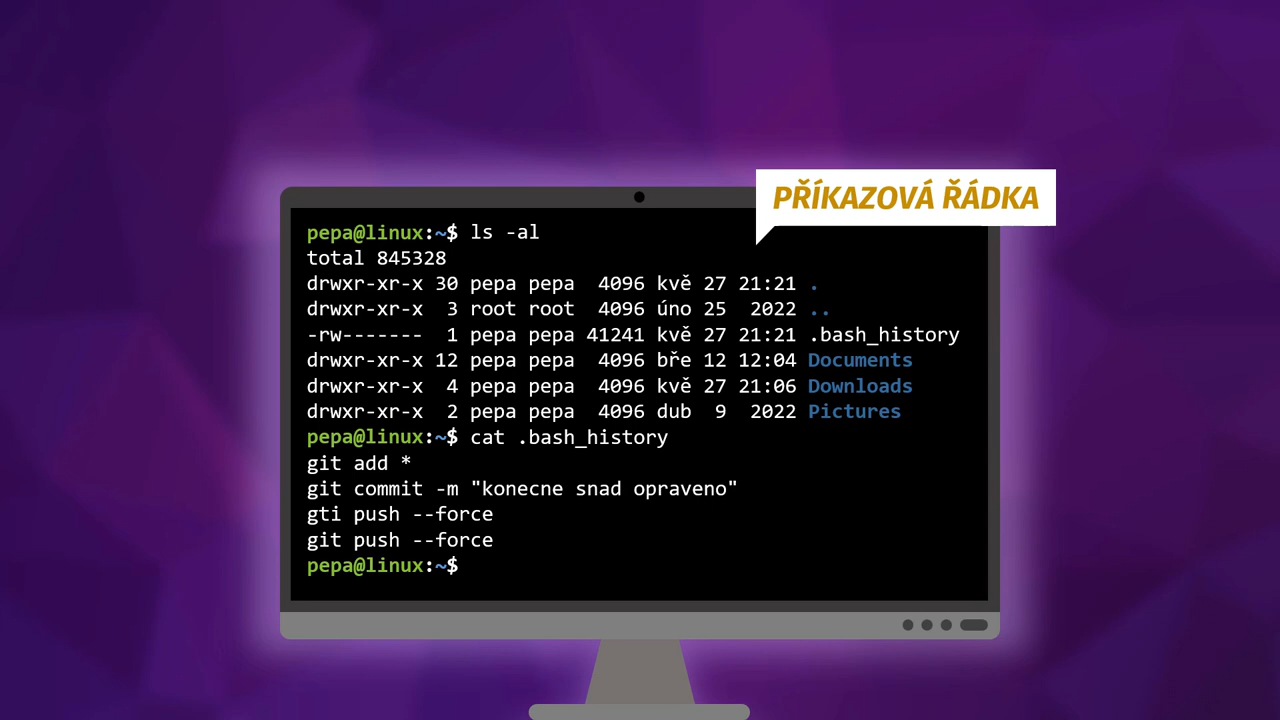 PŘÍKAZOVÁ ŘÁDKA
pepa@linux:~$ ls -al
total 845328
drwxr-xr-x 30 pepa pepa  4096 kvě 27 21:21 .
drwxr-xr-x  3 root root  4096 úno 25  2022 ..
-rw-------  1 pepa pepa 41241 kvě 27 21:21 .bash_history
drwxr-xr-x 12 pepa pepa  4096 bře 12 12:04 Documents
drwxr-xr-x  4 pepa pepa  4096 kvě 27 21:06 Downloads
drwxr-xr-x  2 pepa pepa  4096 dub  9  2022 Pictures
pepa@linux:~$ cat .bash_history
git add *
git commit -m "konecne snad opraveno"
gti push --force
git push --force
pepa@linux:~$